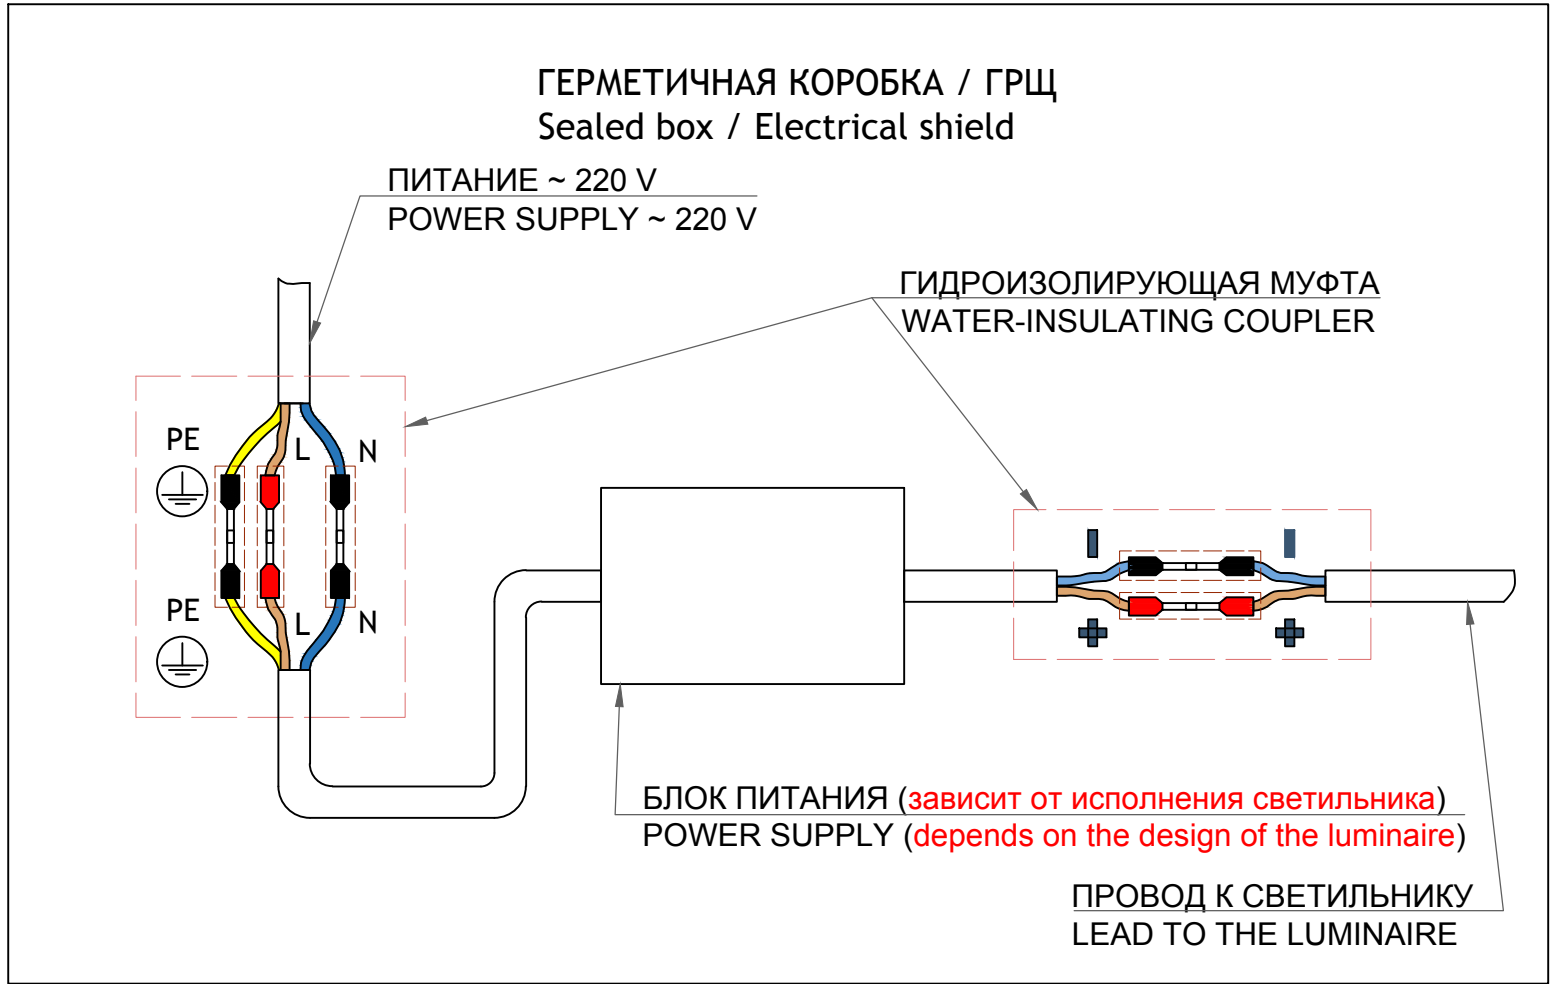 ГЕРМЕТИЧНАЯ КОРОБКА / ГРЩ
Sealed box / Electrical shield
ПИТАНИЕ ~ 220 V
POWER SUPPLY ~ 220 V
ГИДРОИЗОЛИРУЮЩАЯ МУФТА
WATER-INSULATING COUPLER
PE
L
N
PE
L
N
БЛОК ПИТАНИЯ (зависит от исполнения светильника)
POWER SUPPLY (depends on the design of the luminaire)
ПРОВОД К СВЕТИЛЬНИКУ
LEAD TO THE LUMINAIRE